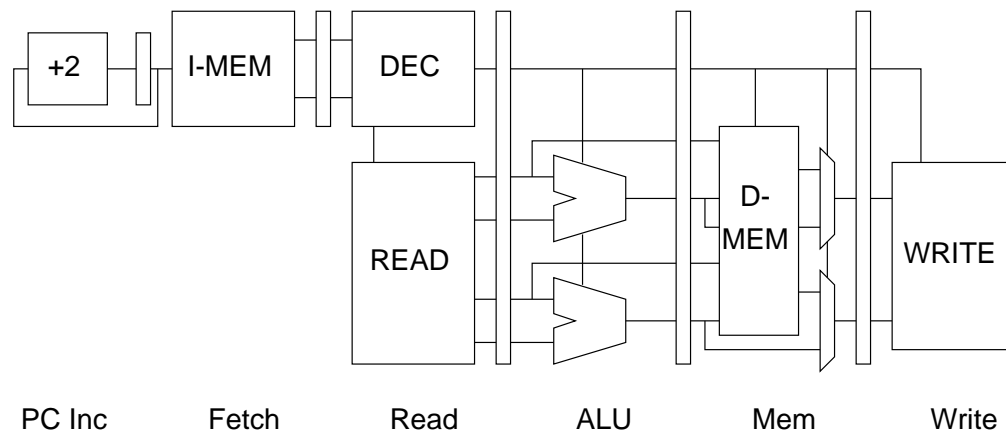 +2
I-MEM
DEC
READ
D-
MEM
WRITE
PC Inc Fetch Read ALU Mem Write